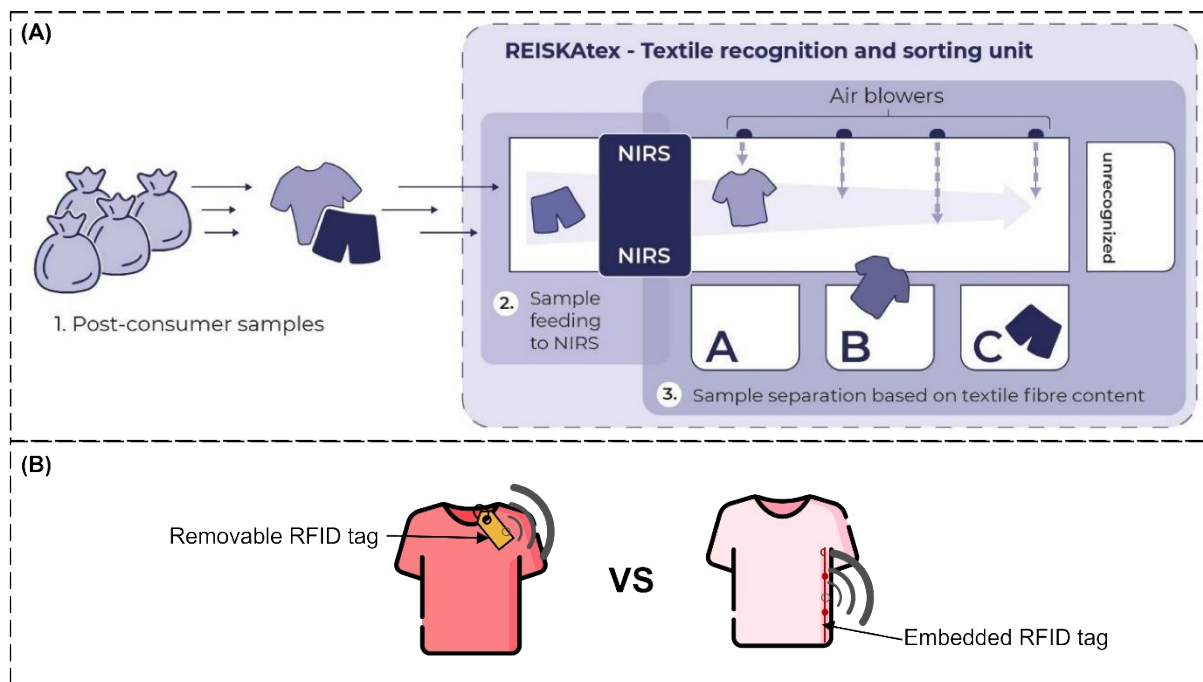 (A)
REISKAtex - Textile recognition and sorting unit
Air blowers
NIRS
NIRS
unrecognized
1. Post-consumer samples
2. Sample
feeding
to NIRS
A
B
C
3. Sample separation based on textile fibre content
(B)
Removable RFID tag
VS
Embedded RFID tag